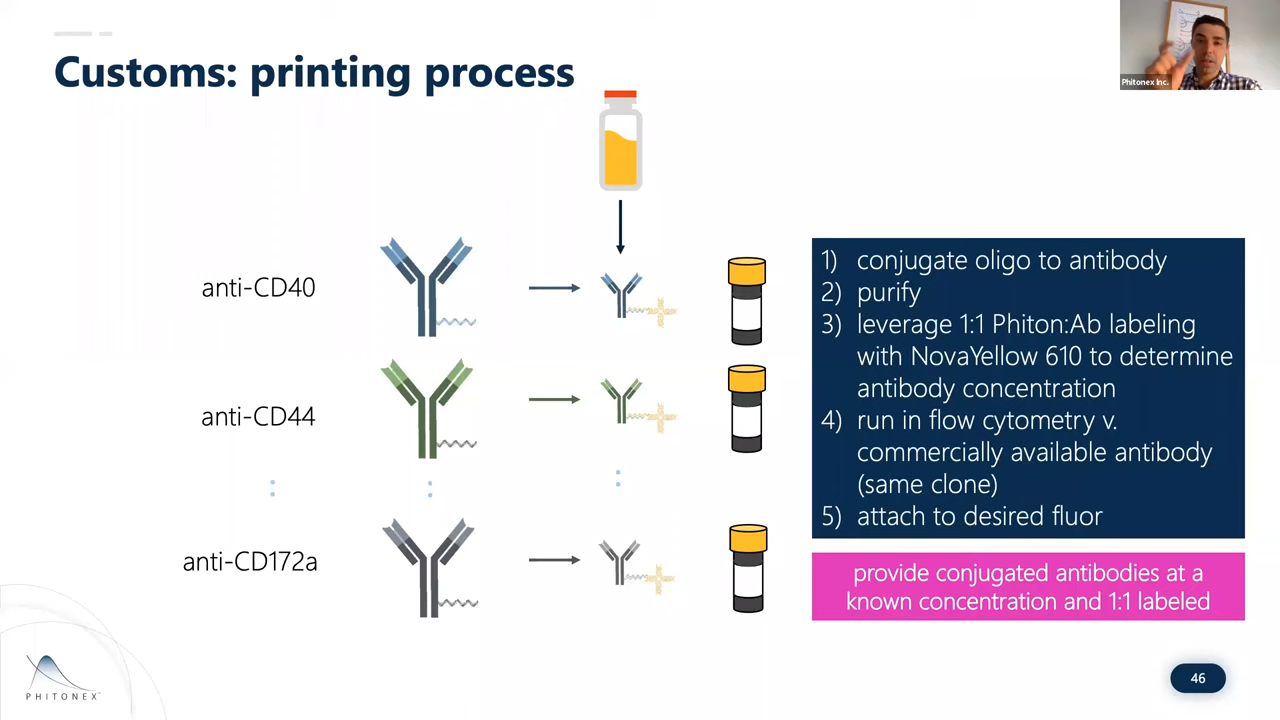 Customs: printing process
Phitonex Inc.
anti-CD40
anti-CD44
anti-CD172a
1) conjugate oligo to antibody
2) purify
3) leverage 1:1 Phiton:Ab labeling
with NovaYellow 610 to determine
antibody concentration
4) run in flow cytometry v.
commercially available antibody
(same clone)
5) attach to desired fluor
provide conjugated antibodies at a
known concentration and 1:1 labeled
PHITONEX
46